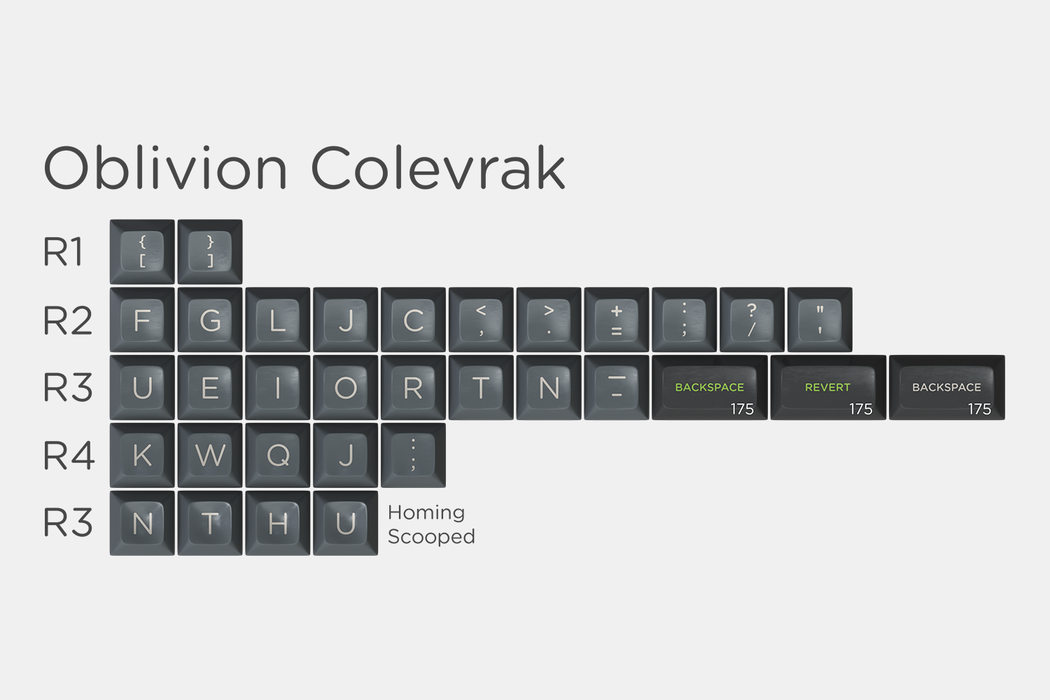 Oblivion Colevrak
R1 { [ } ]
R2 F G L J C < , > . + = : ; ? / " '
R3 U E I O R T N — - BACKSPACE 175 REVERT 175 BACKSPACE 175
R4 K W Q J : ;
R3 N T H U Homing
Scooped